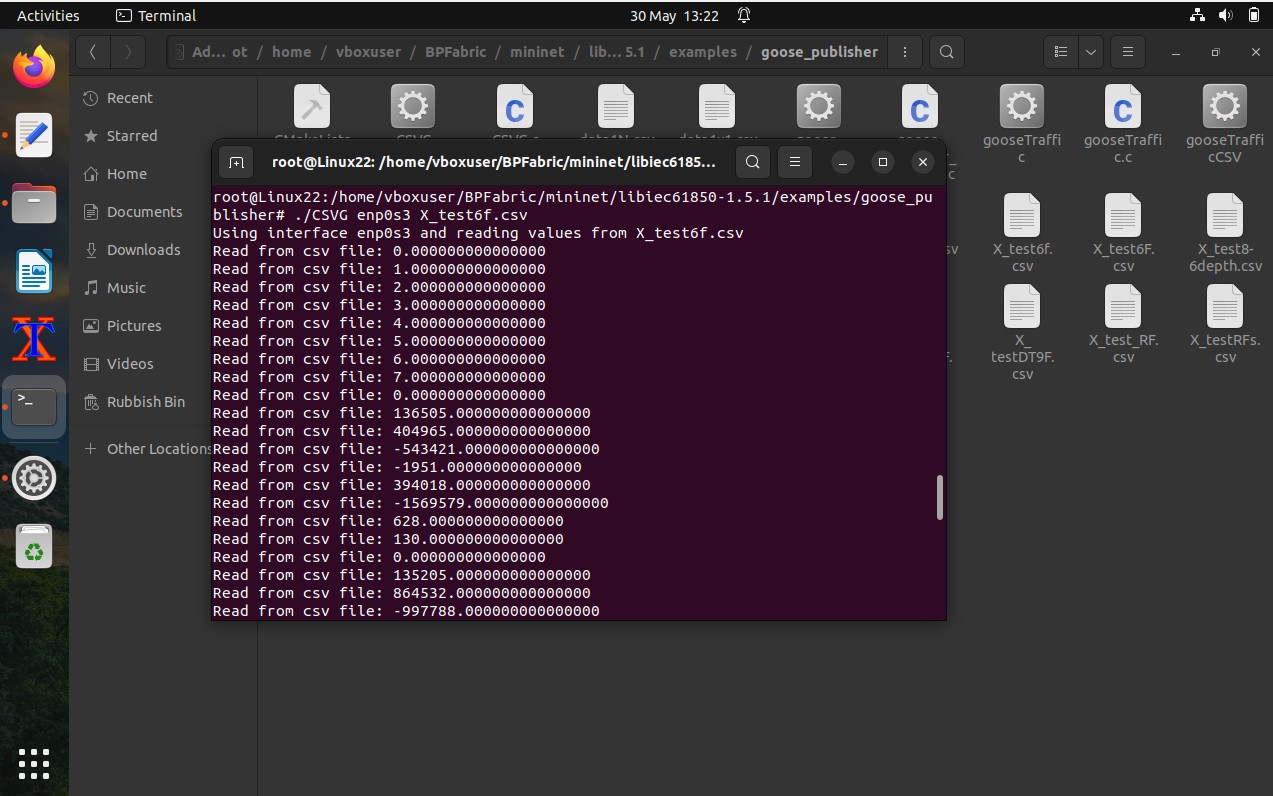 Activities
Terminal
30 May 13:22
Ad... ot / home / vboxuser / BPFabric / mininet / lib... 5.1 / examples / goose_publisher
Recent
Starred
Home
Documents
Downloads
Music
Pictures
Videos
Rubbish Bin
+ Other Locations
gooseTraffi
c
gooseTraffi
c.c
gooseTraffi
cCSV
X_test6f.
csv
X_test6F.
csv
X_test8-
6depth.csv
X_
testDT9F.
csv
X_test_RF.
csv
X_testRFs.
csv
root@Linux22: /home/vboxuser/BPFabric/mininet/libiec6185...
root@Linux22:/home/vboxuser/BPFabric/mininet/libiec61850-1.5.1/examples/goose_pu
blisher# ./CSVG enp0s3 X_test6f.csv
Using interface enp0s3 and reading values from X_test6f.csv
Read from csv file: 0.000000000000000
Read from csv file: 1.000000000000000
Read from csv file: 2.000000000000000
Read from csv file: 3.000000000000000
Read from csv file: 4.000000000000000
Read from csv file: 5.000000000000000
Read from csv file: 6.000000000000000
Read from csv file: 7.000000000000000
Read from csv file: 0.000000000000000
Read from csv file: 136505.000000000000000
Read from csv file: 404965.000000000000000
Read from csv file: -543421.000000000000000
Read from csv file: -1951.000000000000000
Read from csv file: 394018.000000000000000
Read from csv file: -1569579.000000000000000
Read from csv file: 628.000000000000000
Read from csv file: 130.000000000000000
Read from csv file: 0.000000000000000
Read from csv file: 135205.000000000000000
Read from csv file: 864532.000000000000000
Read from csv file: -997788.000000000000000